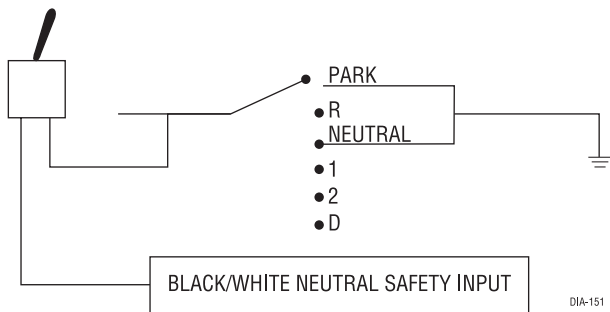 PARK
R
NEUTRAL
1
2
D
BLACK/WHITE NEUTRAL SAFETY INPUT
DIA-151